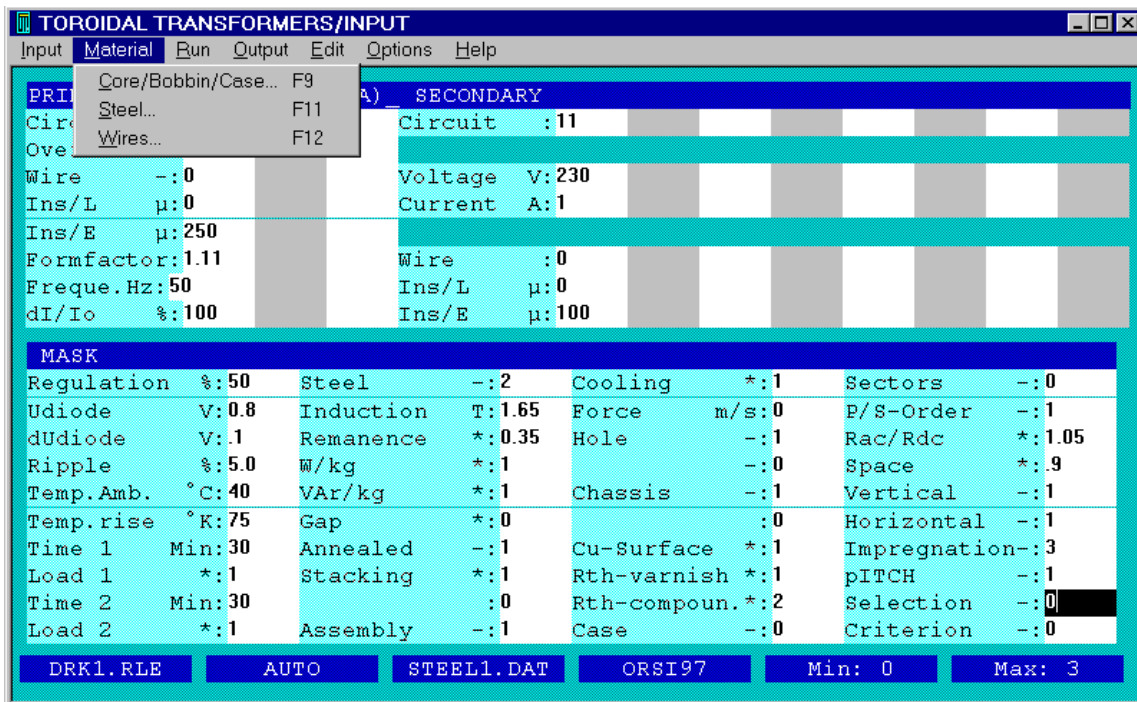 TOROIDAL TRANSFORMERS/INPUT
Input Material Run Output Edit Options Help
Core/Bobbin/Case... F9
Steel... F11
Wires... F12
A)_ SECONDARY
Circuit :11
Wire -:0 Voltage V:230
Ins/L µ:0 Current A:1
Ins/E µ:250
Formfactor:1.11 Wire :0
Freque.Hz:50 Ins/L µ:0
dI/Io %:100 Ins/E µ:100
MASK
Regulation %:50 Steel -:2 Cooling *:1 Sectors -:0
Udiode V:0.8 Induction T:1.65 Force m/s:0 P/S-Order -:1
dUdiode V:.1 Remanence *:0.35 Hole -:1 Rac/Rdc *:1.05
Ripple %:5.0 W/kg *:1 -:0 Space *:.9
Temp.Amb. °C:40 VAr/kg *:1 Chassis -:1 Vertical -:1
Temp.rise °K:75 Gap *:0 :0 Horizontal -:1
Time 1 Min:30 Annealed -:1 Cu-Surface *:1 Impregnation-:3
Load 1 *:1 Stacking *:1 Rth-varnish *:1 pITCH -:1
Time 2 Min:30 :0 Rth-compoun.*:2 Selection -:0
Load 2 *:1 Assembly -:1 Case -:0 Criterion -:0
DRK1.RLE AUTO STEEL1.DAT ORSI97 Min: 0 Max: 3